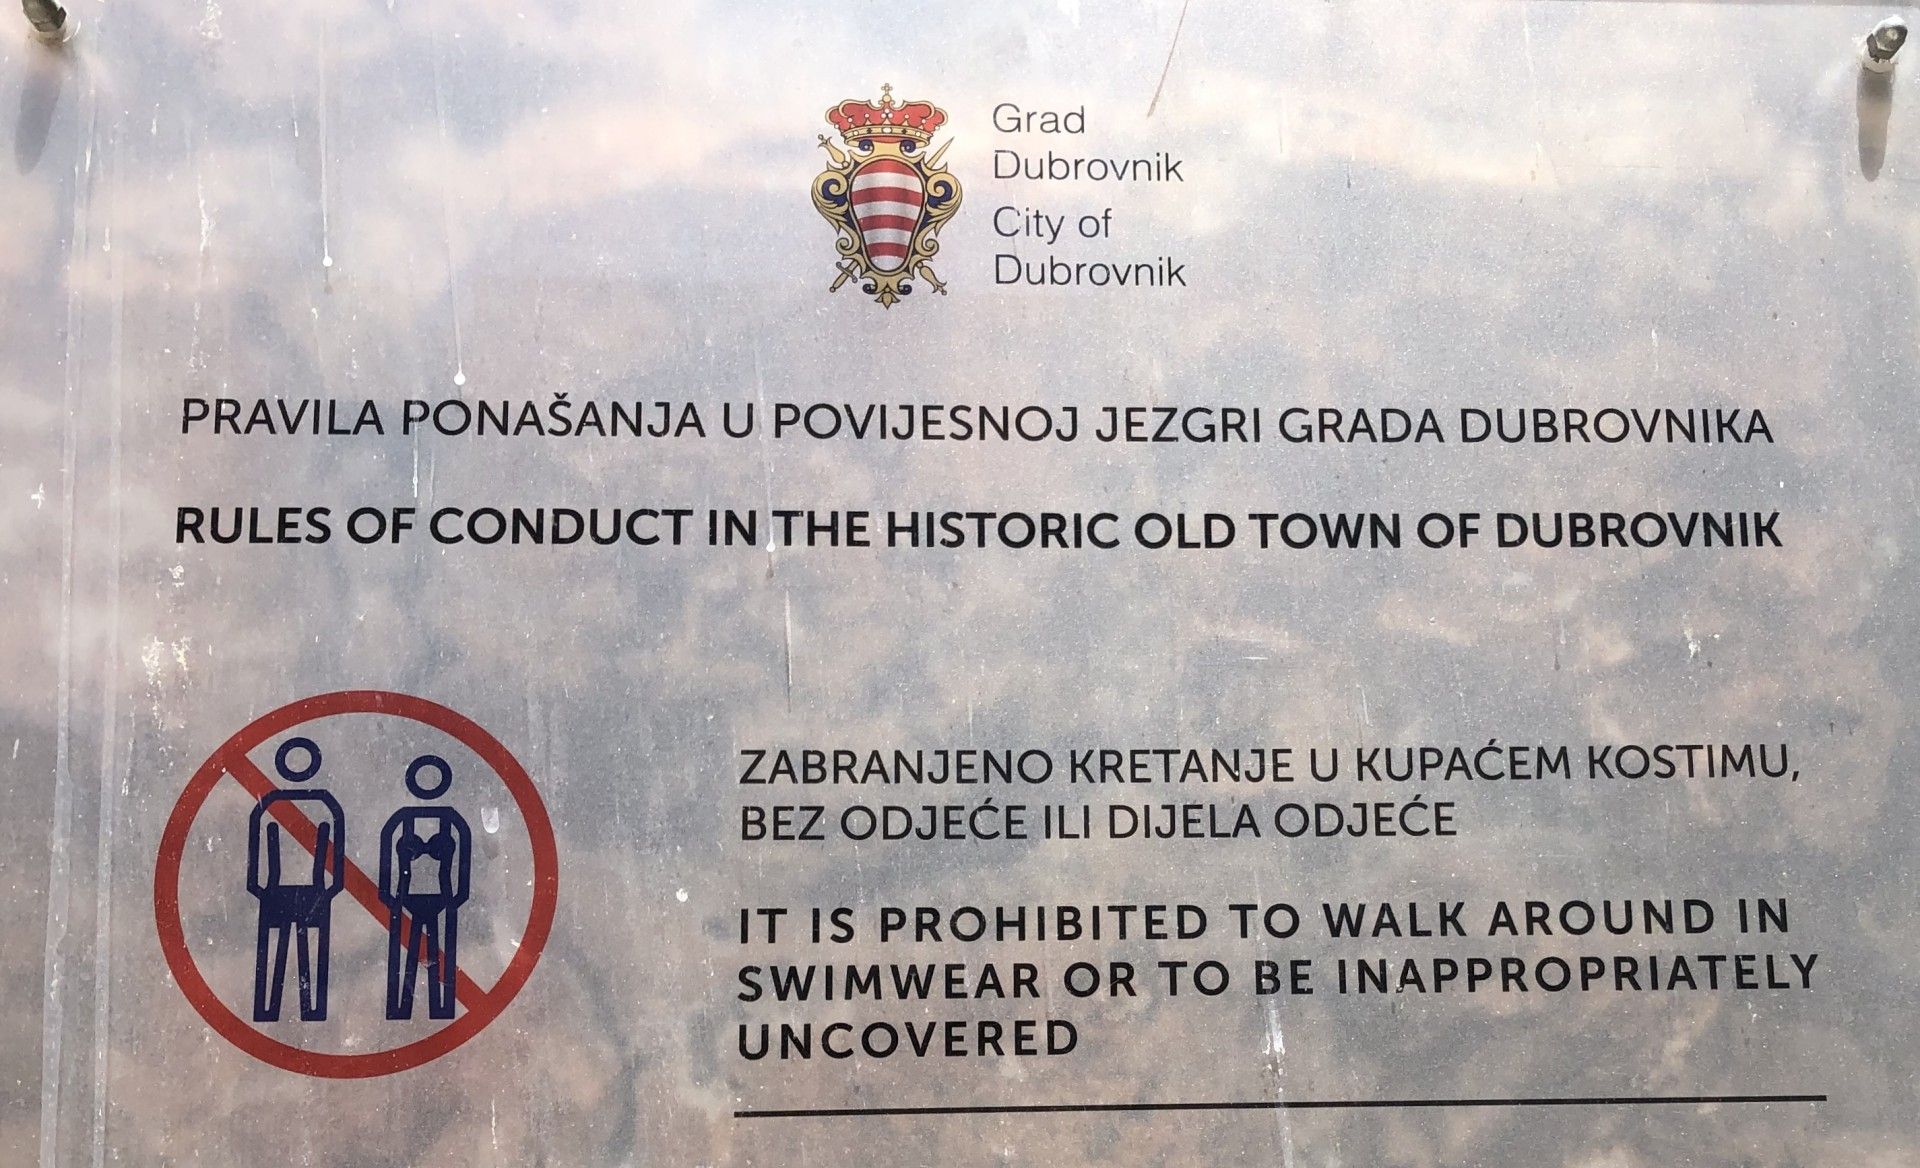 Grad
Dubrovnik
City of
Dubrovnik
PRAVILA PONAŠANJA U POVIJESNOJ JEZGRI GRADA DUBROVNIKA
RULES OF CONDUCT IN THE HISTORIC OLD TOWN OF DUBROVNIK
ZABRANJENO KRETANJE U KUPAĆEM KOSTIMU,
BEZ ODJEĆE ILI DIJELA ODJEĆE
IT IS PROHIBITED TO WALK AROUND IN
SWIMWEAR OR TO BE INAPPROPRIATELY
UNCOVERED